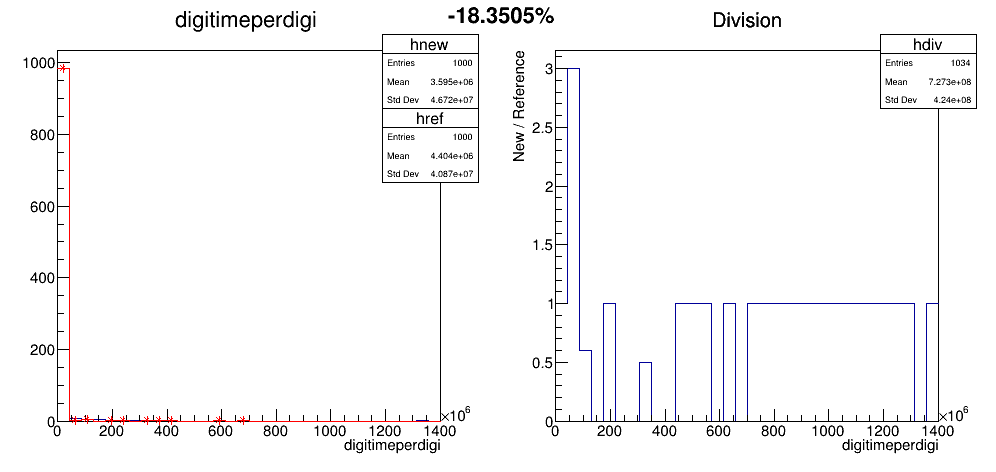 -18.3505%
digitimeperdigi
hnew
Entries 1000
Mean 3.595e+06
Std Dev 4.672e+07
href
Entries 1000
Mean 4.404e+06
Std Dev 4.087e+07
1000
800
600
400
200
0
0 200 400 600 800 1000 1200 1400
×10^6
digitimeperdigi
Division
hdiv
Entries 1034
Mean 7.273e+08
Std Dev 4.24e+08
New / Reference
3
2.5
2
1.5
1
0.5
0
0 200 400 600 800 1000 1200 1400
×10^6
digitimeperdigi